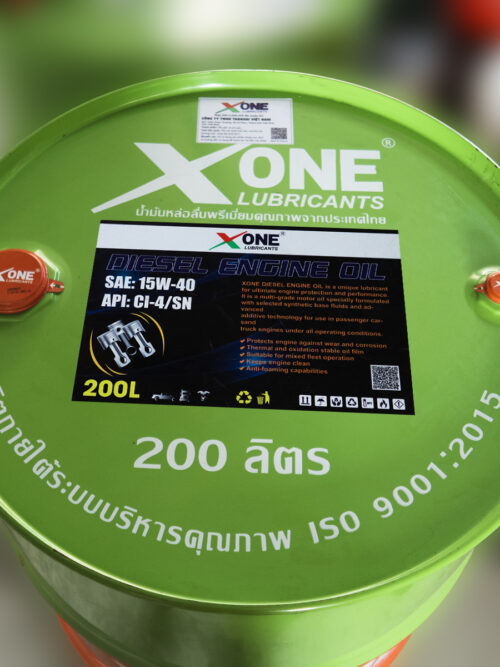 XONE
LUBRICANTS
XONE®
LUBRICANTS
น้ำมันหล่อลื่นพรีเมี่ยมคุณภาพจากประเทศไทย
XONE®
LUBRICANTS
DIESEL ENGINE OIL
SAE: 15W-40
API: CI-4/SN
XONE DIESEL ENGINE OIL is a unique lubricant
for ultimate engine protection and performance.
It is a multi-grade motor oil specially formulated
with selected synthetic base fluids and ad-
vanced
additive technology for use in passenger car-
sand
truck engines under all operating conditions.
✔ Protects engine against wear and corrosion
✔ Thermal and oxidation stable oil film
✔ Suitable for mixed fleet operation
✔ Keeps engine clean
✔ Anti-foaming capabilities
200L
XONE
200 ลิตร
ตภายใต้ระบบบริหารคุณภาพ ISO 9001:2015